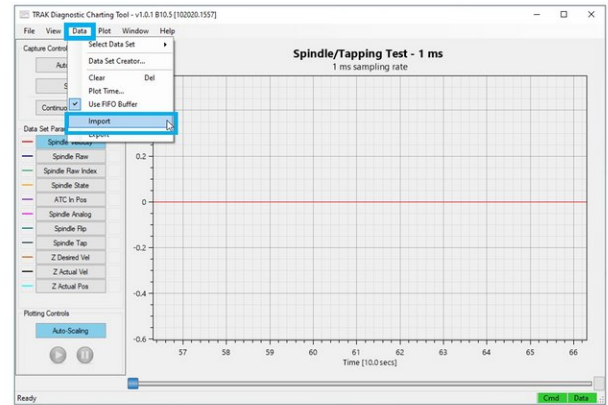 TRAK Diagnostic Charting Tool - v1.0.1 B10.5 [102020.1557]
File View Data Plot Window Help
Capture Control
Select Data Set
Data Set Creator...
Clear Del
Plot Time...
Use FIFO Buffer
Import
Export
Spindle/Tapping Test - 1 ms
1 ms sampling rate
Data Set Para
Spindle Velocity
Spindle Raw
Spindle Raw Index
Spindle State
ATC In Pos
Spindle Analog
Spindle Rip
Spindle Tap
Z Desired Vel
Z Actual Vel
Z Actual Pos
Plotting Controls
Auto-Scaling
0.2
0
-0.2
-0.4
-0.6
57 58 59 60 61 62 63 64 65 66
Time [10.0 secs]
Ready
Cmd Data